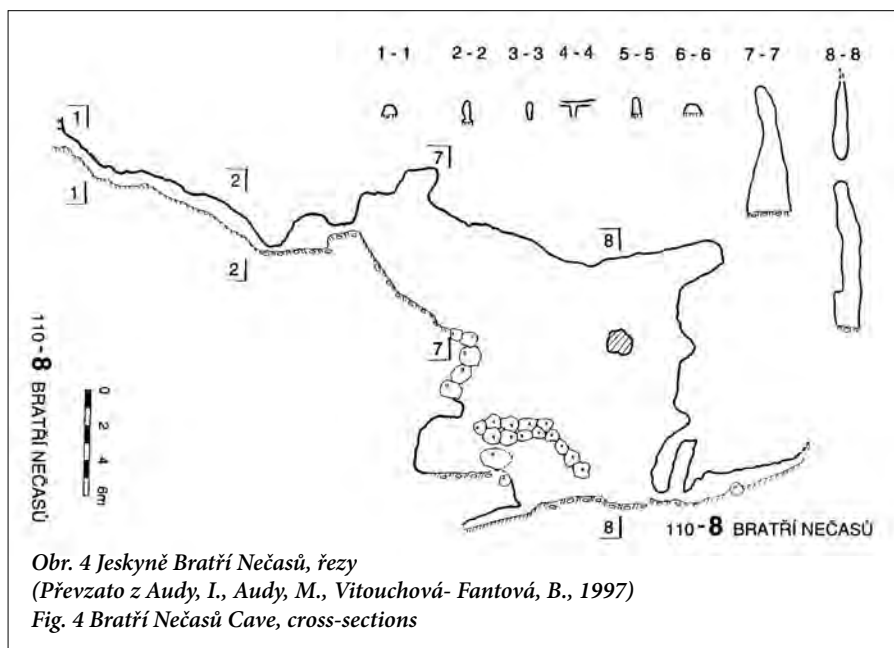 1 - 1 2 - 2 3 - 3 4 - 4 5 - 5 6 - 6 7 - 7 8 - 8
1
1
2
2
7
7
8
8
110-8 BRATŘÍ NEČASŮ
0
2
4
6m
110-8 BRATŘÍ NEČASŮ
Obr. 4 Jeskyně Bratří Nečasů, řezy
(Převzato z Audy, I., Audy, M., Vitouchová- Fantová, B., 1997)
Fig. 4 Bratří Nečasů Cave, cross-sections